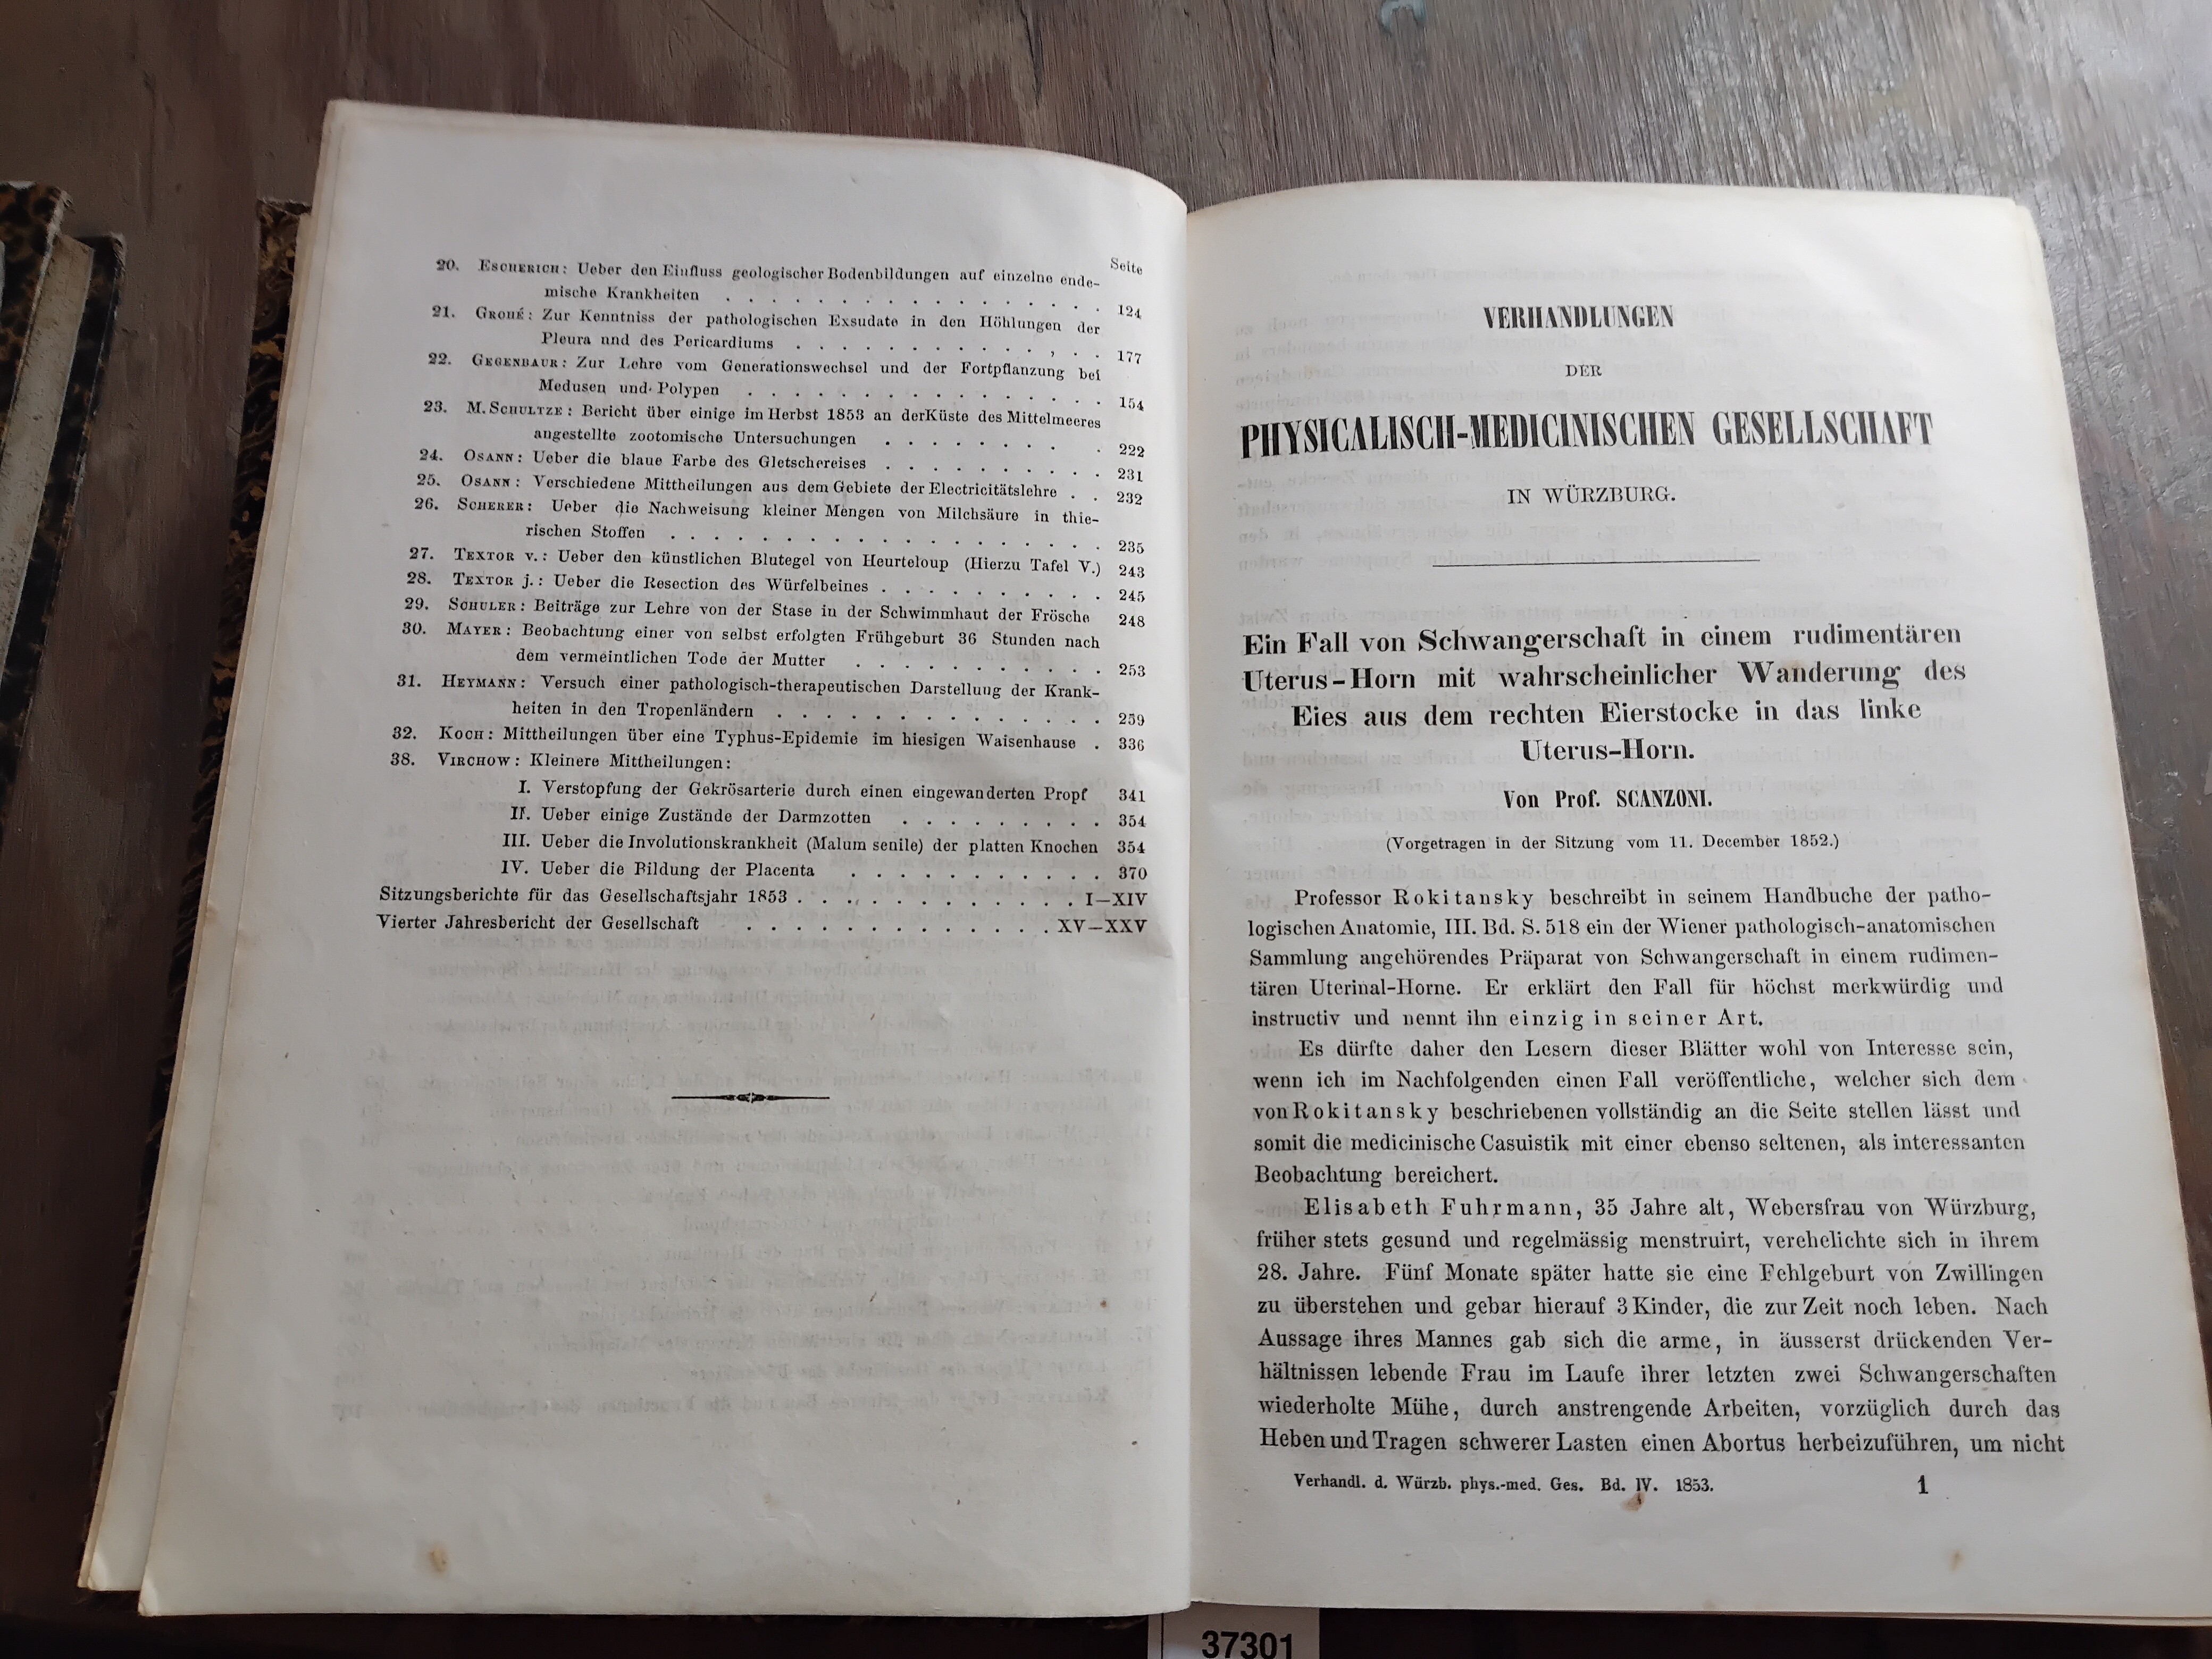 Seite
20. ESCHERICH: Ueber den Einfluss geologischer Bodenbildungen auf einzelne ende-
mische Krankheiten . . . . . . . . . . . . . . . . 124
21. GROHÉ: Zur Kenntniss der pathologischen Exsudate in den Höhlungen der
Pleura und des Pericardiums . . . . . . . . . . . , . . 177
22. GEGENBAUR: Zur Lehre vom Generationswechsel und der Fortpflanzung bei
Medusen und Polypen . . . . . . . . . . . . . . . 154
23. M. SCHULTZE: Bericht über einige im Herbst 1853 an der Küste des Mittelmeeres
angestellte zootomische Untersuchungen . . . . . . . . . 222
24. OSANN: Ueber die blaue Farbe des Gletschereises . . . . . . . . . . 231
25. OSANN: Verschiedene Mittheilungen aus dem Gebiete der Electricitätslehre . . 232
26. SCHERER: Ueber die Nachweisung kleiner Mengen von Milchsäure in thie-
rischen Stoffen . . . . . . . . . . . . . . . . . . 235
27. TEXTOR v.: Ueber den künstlichen Blutegel von Heurteloup (Hierzu Tafel V.) 243
28. TEXTOR j.: Ueber die Resection des Würfelbeines . . . . . . . . . . 245
29. SCHULER: Beiträge zur Lehre von der Stase in der Schwimmhaut der Frösche 248
30. MAYER: Beobachtung einer von selbst erfolgten Frühgeburt 36 Stunden nach
dem vermeintlichen Tode der Mutter . . . . . . . . . . . 253
31. HEYMANN: Versuch einer pathologisch-therapeutischen Darstellung der Krank-
heiten in den Tropenländern . . . . . . . . . . . . . . 259
32. KOCH: Mittheilungen über eine Typhus-Epidemie im hiesigen Waisenhause . 336
38. VIRCHOW: Kleinere Mittheilungen:
I. Verstopfung der Gekrösarterie durch einen eingewanderten Propf 341
II. Ueber einige Zustände der Darmzotten . . . . . . . . . 354
III. Ueber die Involutionskrankheit (Malum senile) der platten Knochen 354
IV. Ueber die Bildung der Placenta . . . . . . . . . . . 370
Sitzungsberichte für das Gesellschaftsjahr 1853 . . . . . . . . . . . . I—XIV
Vierter Jahresbericht der Gesellschaft . . . . . . . . . . . . . XV—XXV
VERHANDLUNGEN
DER
PHYSICALISCH-MEDICINISCHEN GESELLSCHAFT
IN WÜRZBURG.
Ein Fall von Schwangerschaft in einem rudimentären
Uterus-Horn mit wahrscheinlicher Wanderung des
Eies aus dem rechten Eierstocke in das linke
Uterus-Horn.
Von Prof. SCANZONI.
(Vorgetragen in der Sitzung vom 11. December 1852.)
Professor Rokitansky beschreibt in seinem Handbuche der patho-
logischen Anatomie, III. Bd. S. 518 ein der Wiener pathologisch-anatomischen
Sammlung angehörendes Präparat von Schwangerschaft in einem rudimen-
tären Uterinal-Horne. Er erklärt den Fall für höchst merkwürdig und
instructiv und nennt ihn einzig in seiner Art.
Es dürfte daher den Lesern dieser Blätter wohl von Interesse sein,
wenn ich im Nachfolgenden einen Fall veröffentliche, welcher sich dem
von Rokitansky beschriebenen vollständig an die Seite stellen lässt und
somit die medicinische Casuistik mit einer ebenso seltenen, als interessanten
Beobachtung bereichert.
Elisabeth Fuhrmann, 35 Jahre alt, Webersfrau von Würzburg,
früher stets gesund und regelmässig menstruirt, verehelichte sich in ihrem
28. Jahre. Fünf Monate später hatte sie eine Fehlgeburt von Zwillingen
zu überstehen und gebar hierauf 3 Kinder, die zur Zeit noch leben. Nach
Aussage ihres Mannes gab sich die arme, in äusserst drückenden Ver-
hältnissen lebende Frau im Laufe ihrer letzten zwei Schwangerschaften
wiederholte Mühe, durch anstrengende Arbeiten, vorzüglich durch das
Heben und Tragen schwerer Lasten einen Abortus herbeizuführen, um nicht
Verhandl. d. Würzb. phys.-med. Ges. Bd. IV. 1853. 1
37301